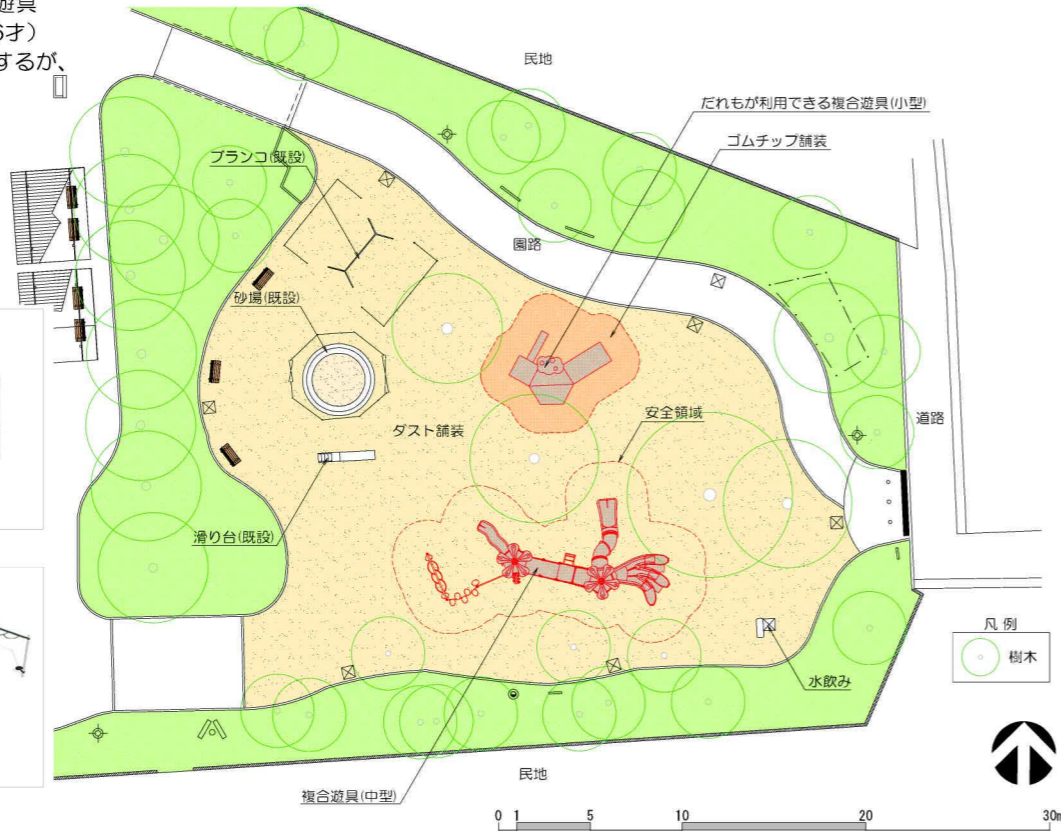 遊具
6才）
するが、
民地
だれもが利用できる複合遊具(小型)
ゴムチップ舗装
ブランコ(既設)
園路
砂場(既設)
安全領域
道路
ダスト舗装
滑り台(既設)
凡例
樹木
水飲み
民地
複合遊具(中型)
0 1 5 10 20 30m